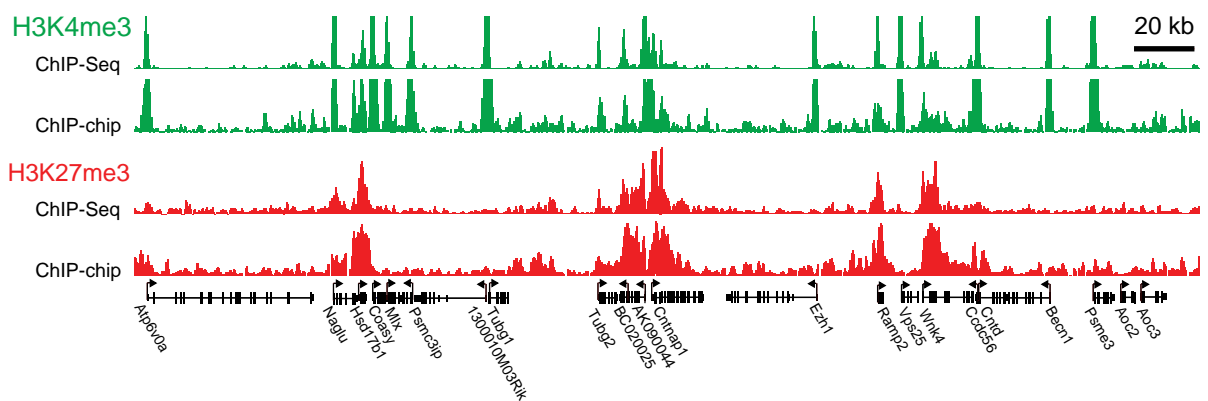 H3K4me3
20 kb
ChIP-Seq
ChIP-chip
H3K27me3
ChIP-Seq
ChIP-chip
Atp6v0a
Naglu
Hsd17b1
Coasy
Mlx
Psmc3ip
1300010M03Rik
Tubg1
Tubg2
BC020025
AK090044
Cntnap1
Ezh1
Ramp2
Vps25
Wnk4
Ccdc56
Cntd
Becn1
Psme3
Aoc2
Aoc3